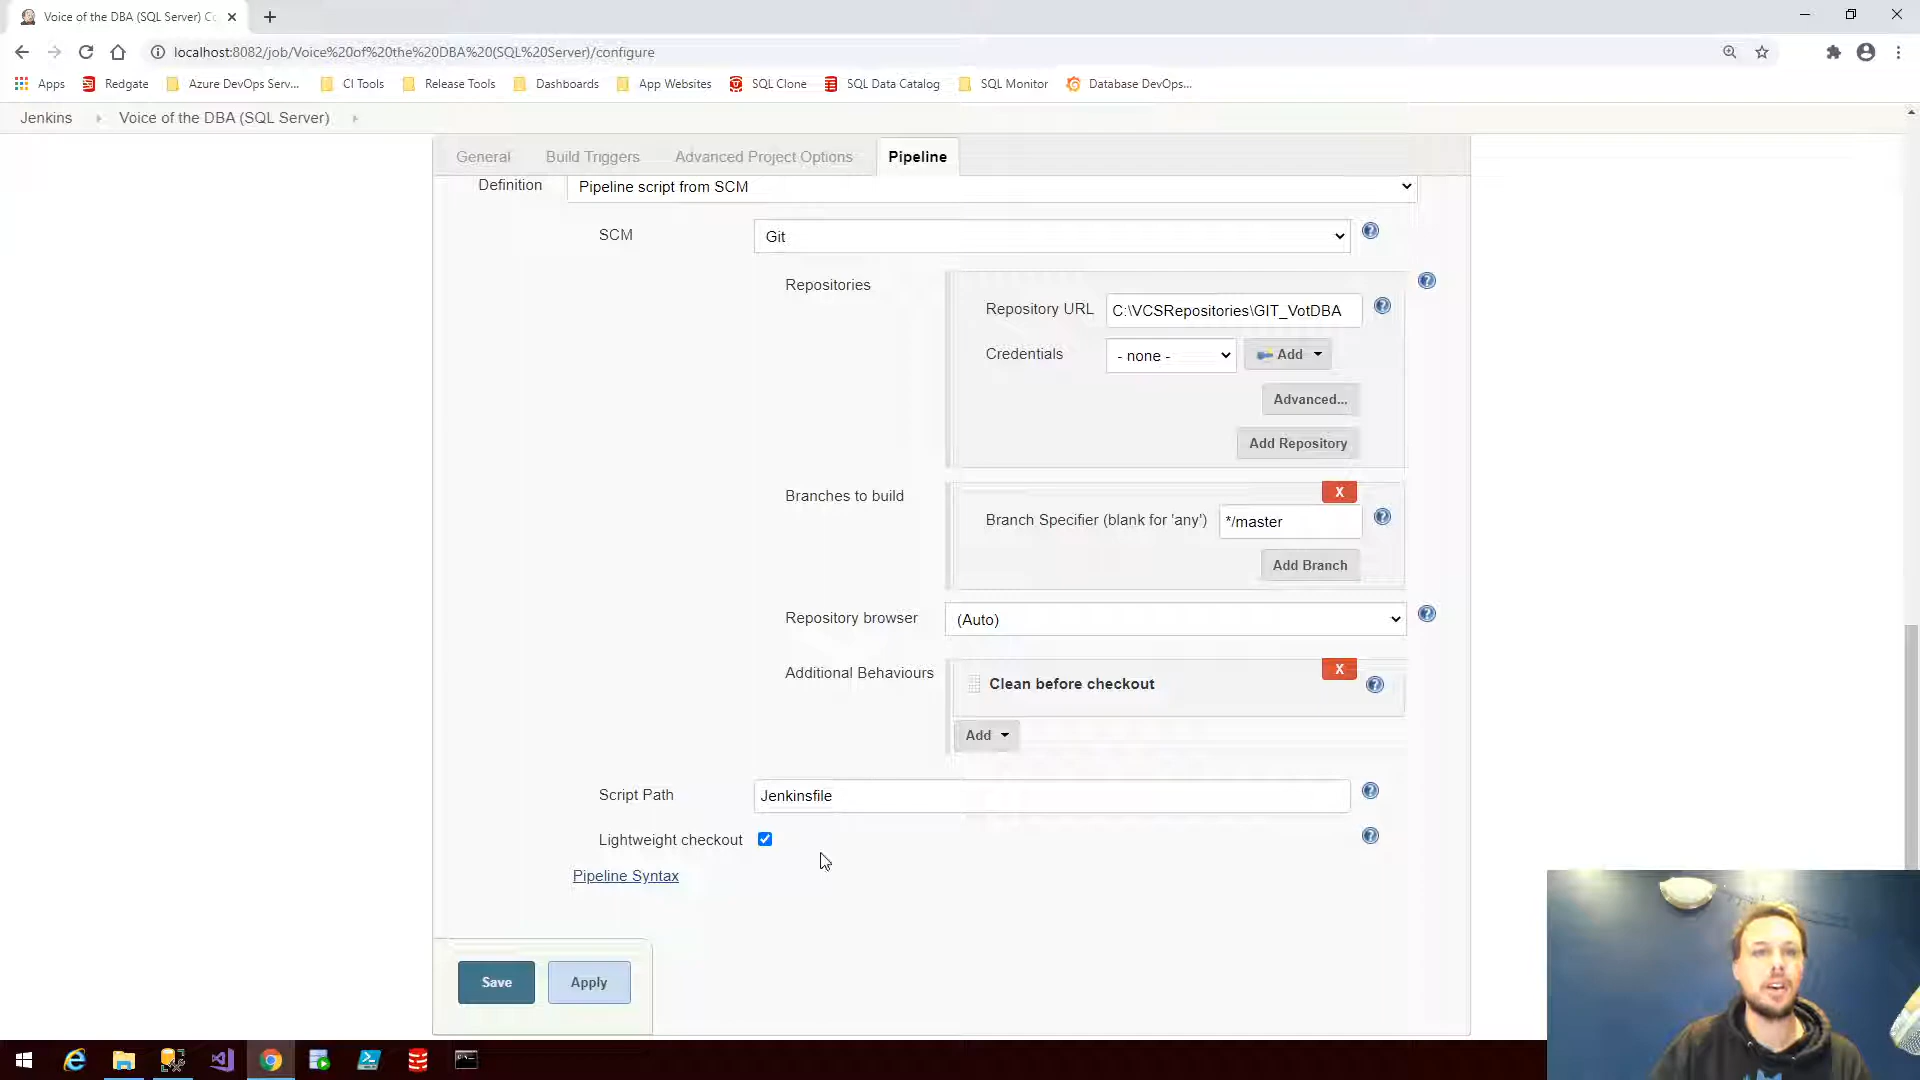 Voice of the DBA (SQL Server) Co
localhost:8082/job/Voice%20of%20the%20DBA%20(SQL%20Server)/configure
Apps Redgate Azure DevOps Serv... CI Tools Release Tools Dashboards App Websites SQL Clone SQL Data Catalog SQL Monitor Database DevOps...
Jenkins Voice of the DBA (SQL Server)
General Build Triggers Advanced Project Options Pipeline
Definition Pipeline script from SCM
SCM Git
Repositories
Repository URL C:\VCSRepositories\GIT_VotDBA
Credentials - none - Add
Advanced...
Add Repository
Branches to build
X
Branch Specifier (blank for 'any') */master
Add Branch
Repository browser (Auto)
Additional Behaviours
X
Clean before checkout
Add
Script Path Jenkinsfile
Lightweight checkout
Pipeline Syntax
Save Apply